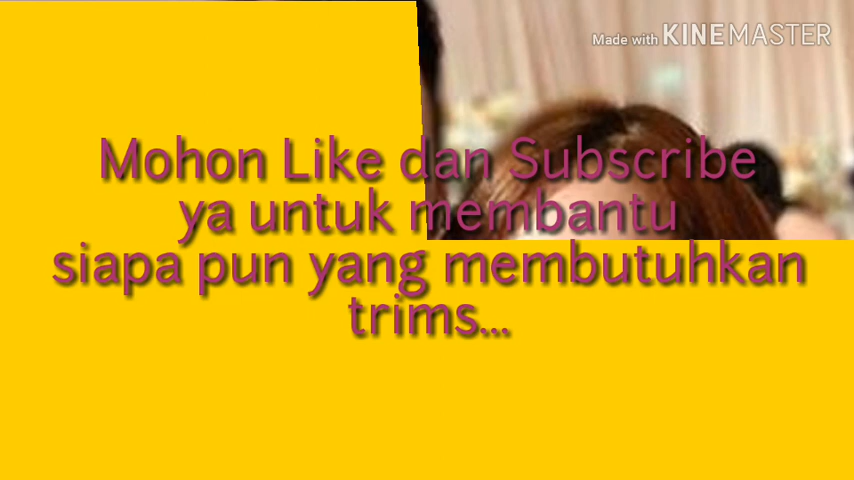 Made with KINEMASTER
Mohon Like dan Subscribe
ya untuk membantu
siapa pun yang membutuhkan
trims...